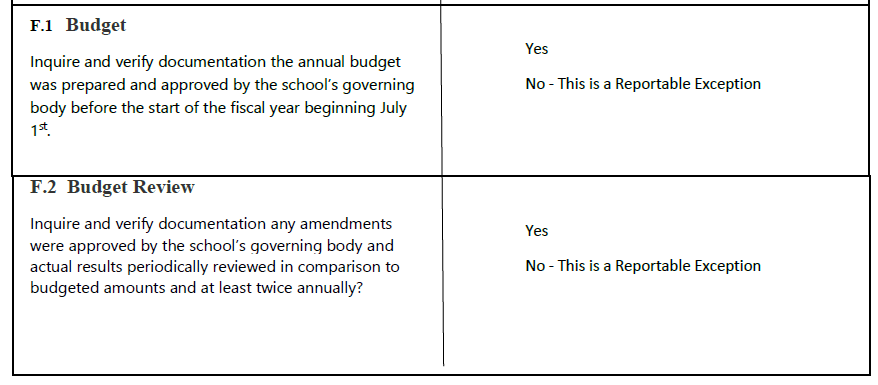 F.1 Budget
Inquire and verify documentation the annual budget
was prepared and approved by the school's governing
body before the start of the fiscal year beginning July
1st.
Yes
No - This is a Reportable Exception
F.2 Budget Review
Inquire and verify documentation any amendments
were approved by the school's governing body and
actual results periodically reviewed in comparison to
budgeted amounts and at least twice annually?
Yes
No - This is a Reportable Exception